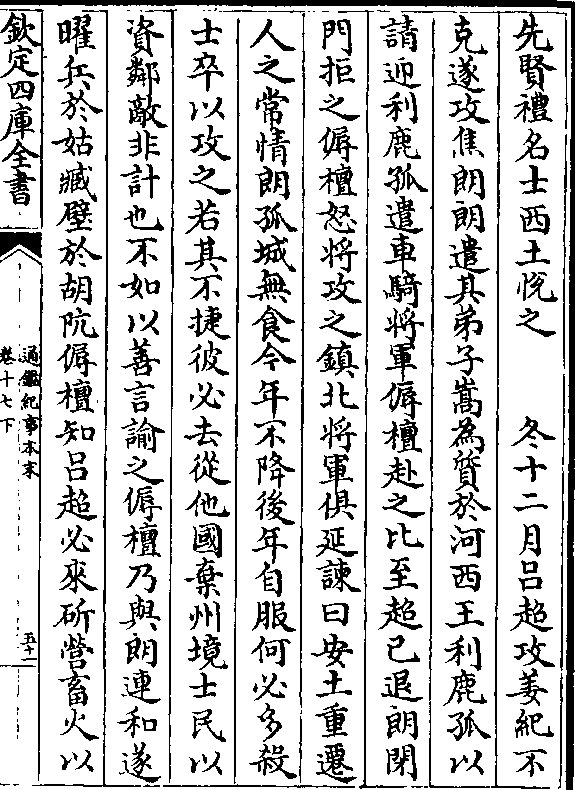 先賢禮名士西土悅之　　冬十二月吕超攻姜紀不
克遂攻焦朗朗遣其弟子嵩為質於河西王利鹿孤以
請迎利鹿孤遣車騎將軍傉檀赴之比至超已退朗閉
門拒之傉檀怒將攻之鎮北將軍俱延諫曰安土重遷
人之常情朗孤城無食今年不降後年自服何必多殺
士卒以攻之若其不捷彼必去從他國棄州境士民以
資鄰敵非計也不如以善言諭之傉檀乃與朗連和遂
曜兵於姑臧壁於胡阬傉檀知吕超必來斫營畜火以
欽定四庫全書
通鑑紀事本末
卷十七下
五十一